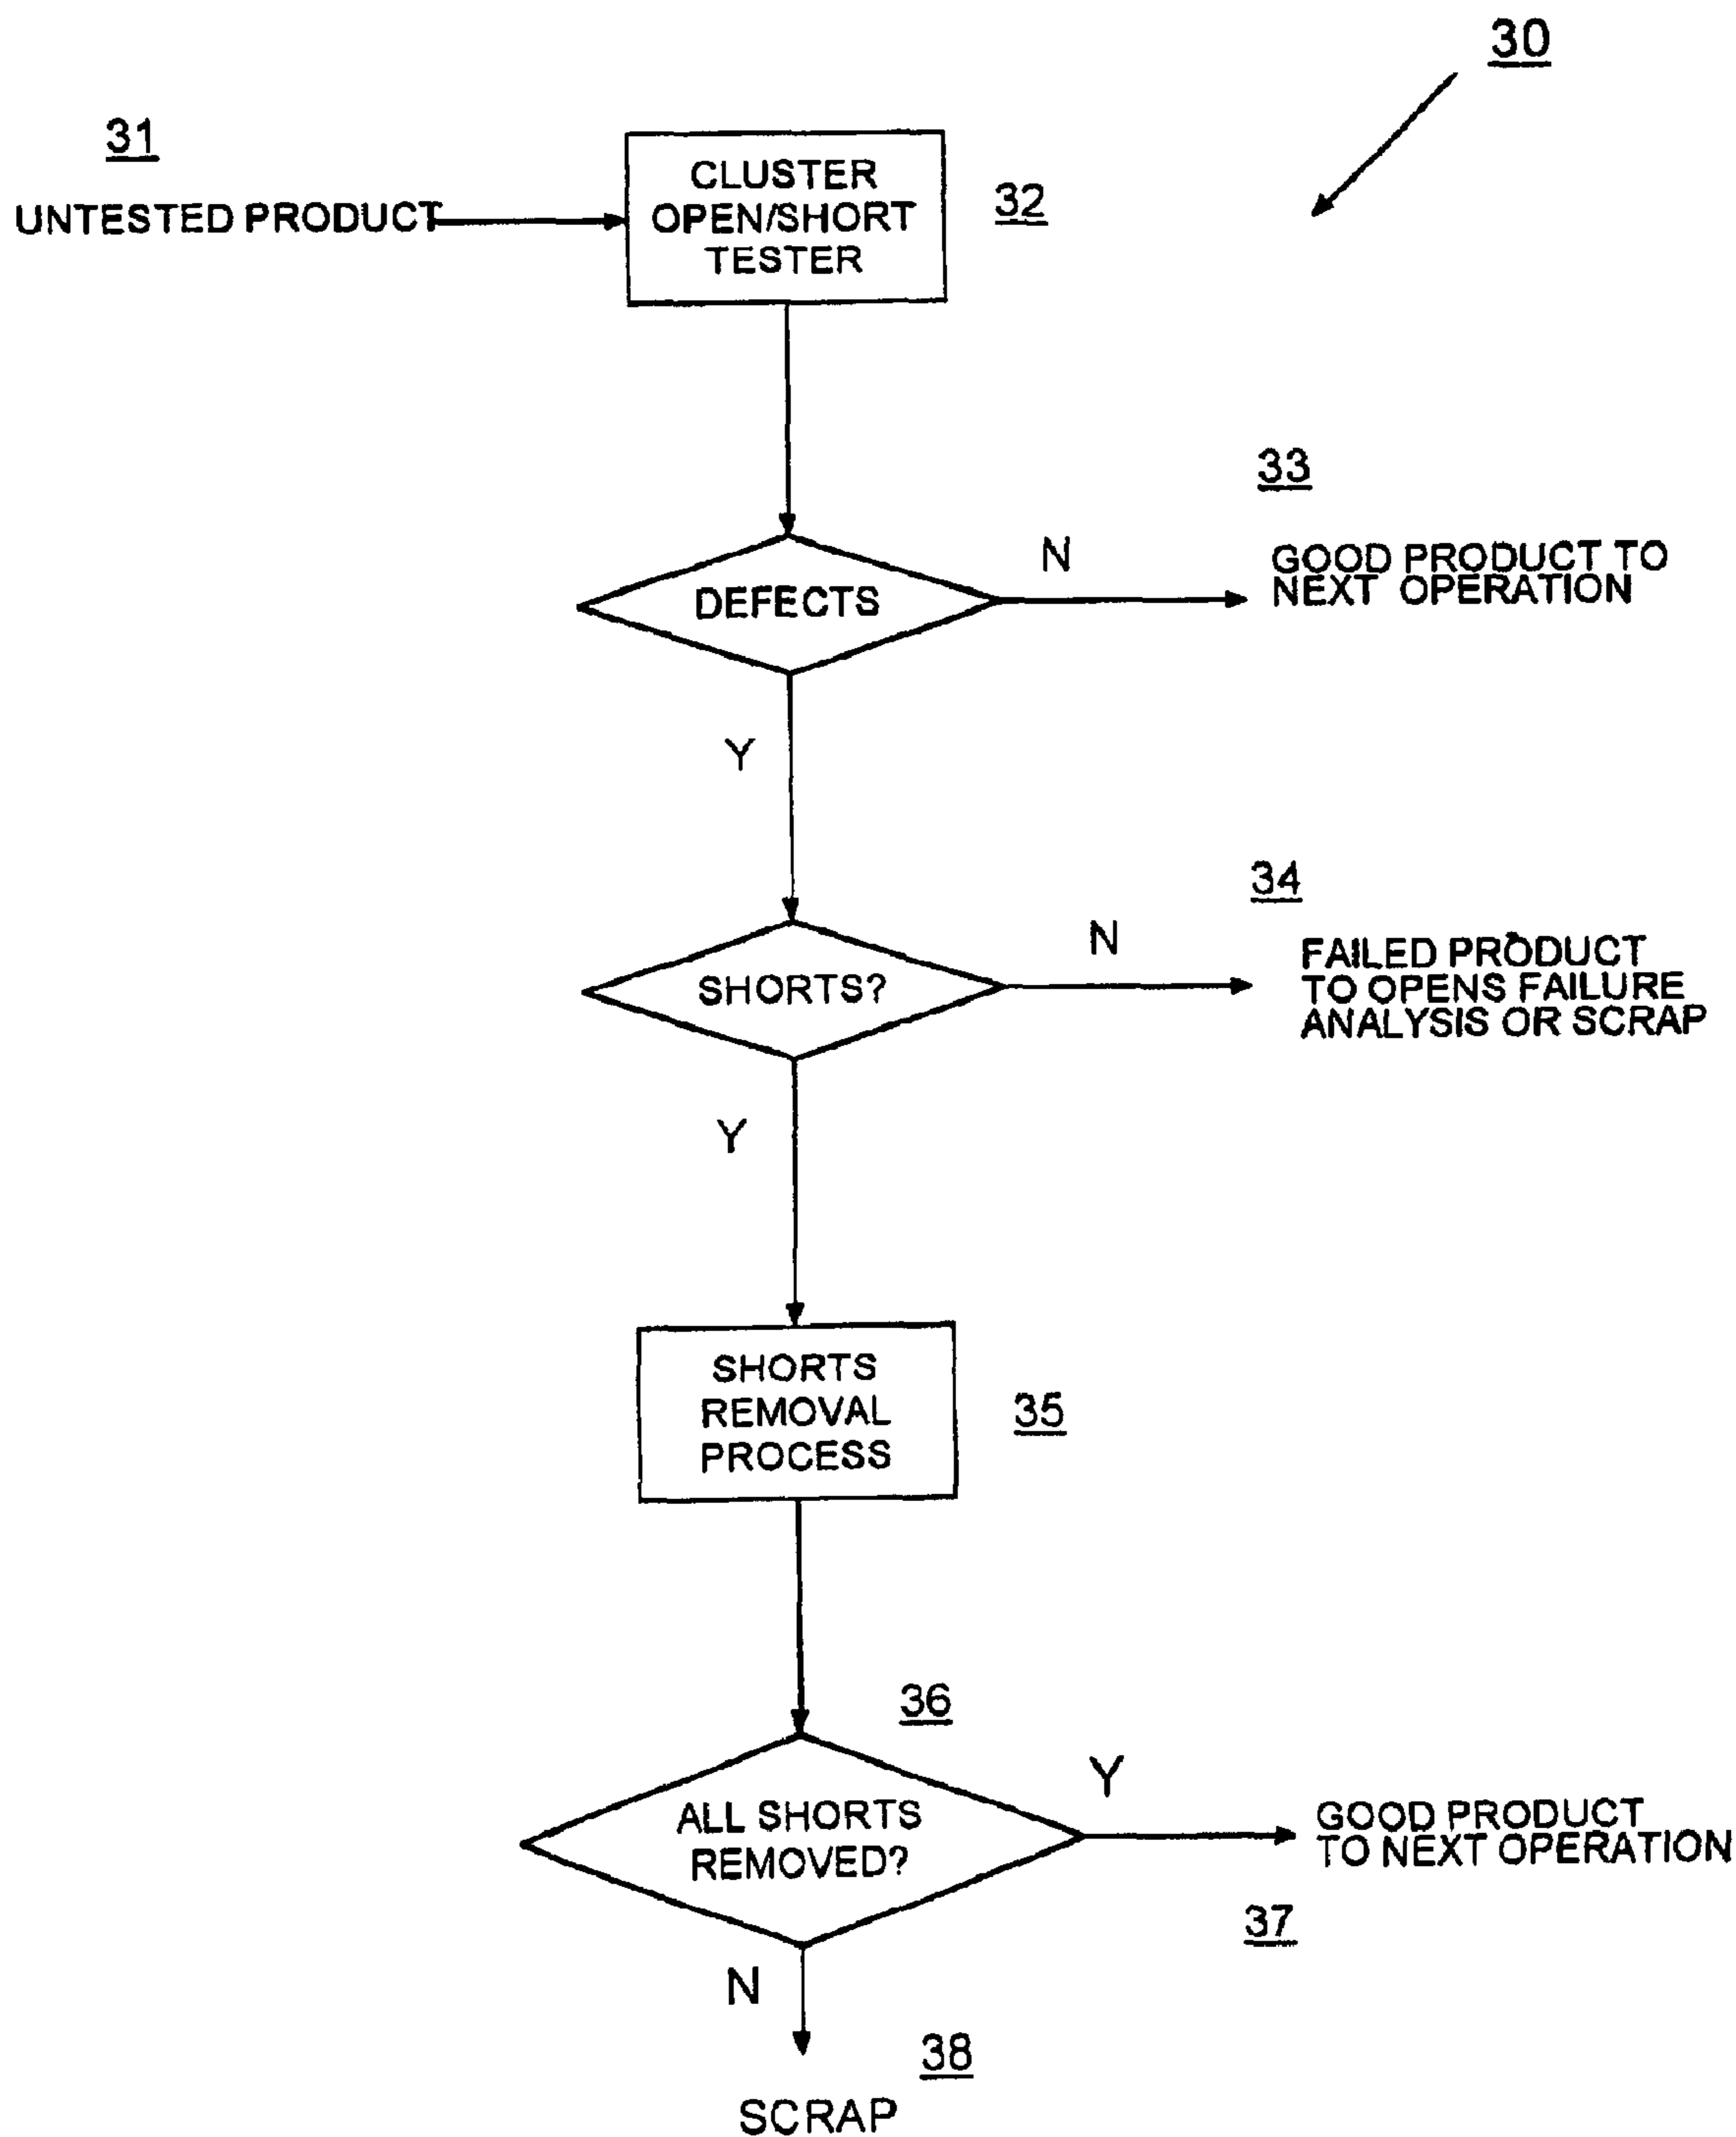 30
31
UNTESTED PRODUCT
CLUSTER
OPEN/SHORT
TESTER
32
DEFECTS
N
33
GOOD PRODUCT TO
NEXT OPERATION
Y
SHORTS?
N
34
FAILED PRODUCT
TO OPENS FAILURE
ANALYSIS OR SCRAP
Y
SHORTS
REMOVAL
PROCESS
35
36
ALL SHORTS
REMOVED?
Y
GOOD PRODUCT
TO NEXT OPERATION
37
N
38
SCRAP